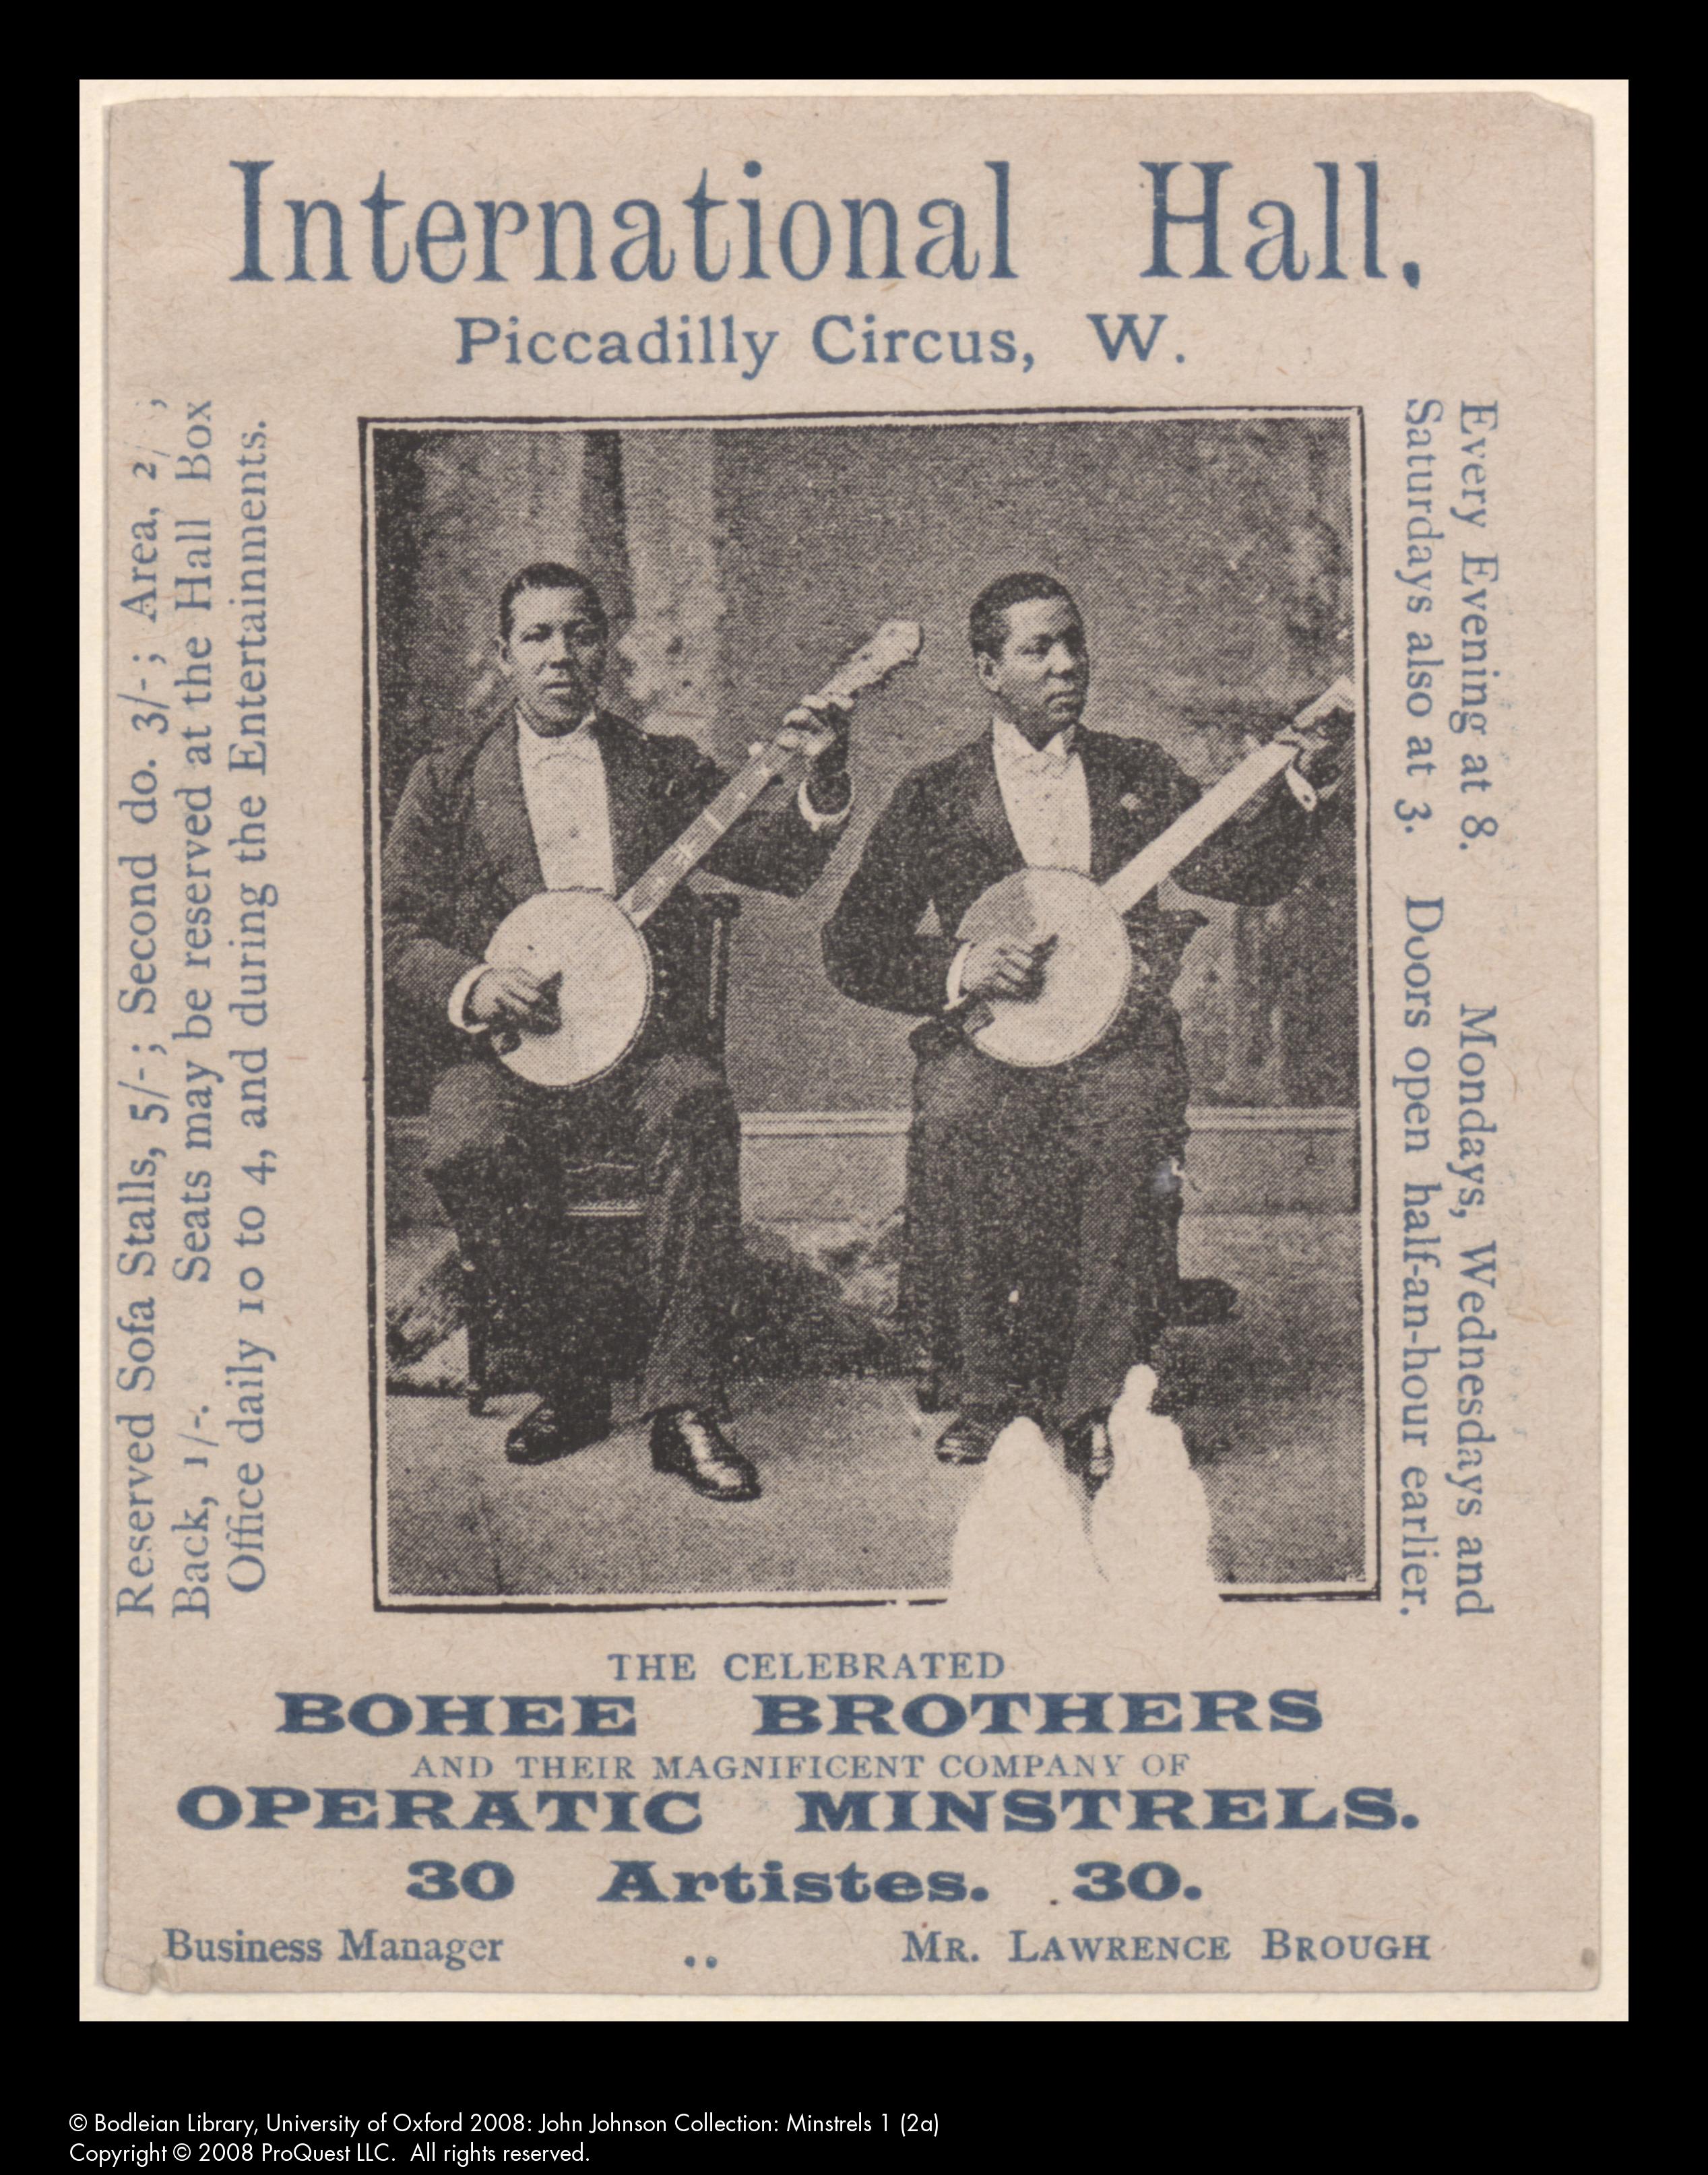 International Hall,
Piccadilly Circus, W.
Reserved Sofa Stalls, 5/-; Second do. 3/-; Area, 2/ ;
Back, 1/-. Seats may be reserved at the Hall Box
Office daily 10 to 4, and during the Entertainments.
Every Evening at 8. Mondays, Wednesdays and
Saturdays also at 3. Doors open half-an-hour earlier.
THE CELEBRATED
BOHEE BROTHERS
AND THEIR MAGNIFICENT COMPANY OF
OPERATIC MINSTRELS.
30 Artistes. 30.
Business Manager .. MR. LAWRENCE BROUGH
© Bodleian Library, University of Oxford 2008: John Johnson Collection: Minstrels 1 (2a)
Copyright © 2008 ProQuest LLC. All rights reserved.